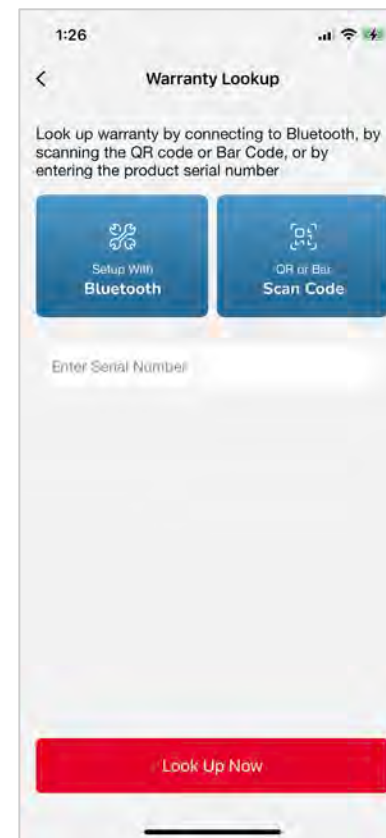 1:26
Warranty Lookup
Look up warranty by connecting to Bluetooth, by
scanning the QR code or Bar Code, or by
entering the product serial number
Setup With
Bluetooth
QR or Bar
Scan Code
Enter Serial Number
Look Up Now